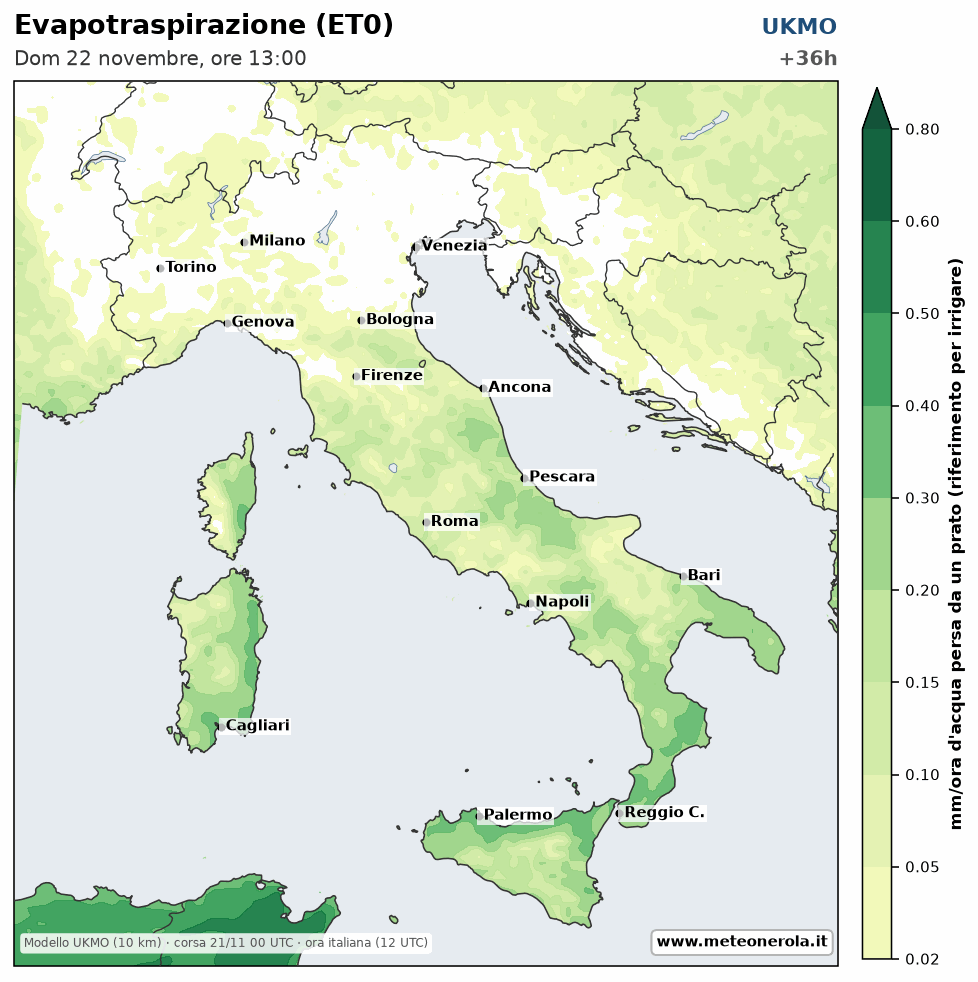 Evapotraspirazione (ET0)
UKMO
Dom 22 novembre, ore 13:00
+36h
Milano
Venezia
Torino
Genova
Bologna
Firenze
Ancona
Pescara
Roma
Bari
Napoli
Cagliari
Palermo
Reggio C.
0.80
0.60
0.50
0.40
0.30
0.20
0.15
0.10
0.05
0.02
mm/ora d'acqua persa da un prato (riferimento per irrigare)
Modello UKMO (10 km) · corsa 21/11 00 UTC · ora italiana (12 UTC)
www.meteonerola.it